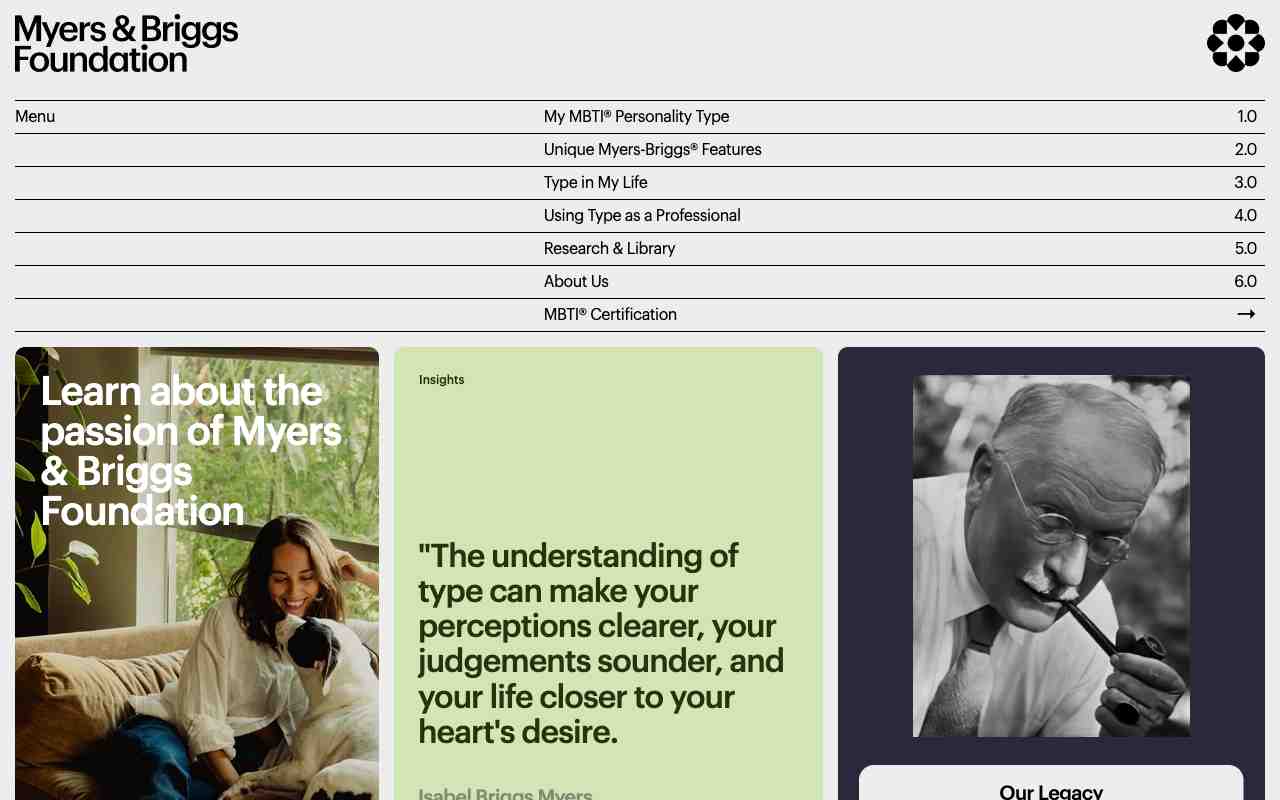 Myers & Briggs
Foundation
Menu
My MBTI® Personality Type
1.0
Unique Myers-Briggs® Features
2.0
Type in My Life
3.0
Using Type as a Professional
4.0
Research & Library
5.0
About Us
6.0
MBTI® Certification
→
Learn about the
passion of Myers
& Briggs
Foundation
Insights
"The understanding of
type can make your
perceptions clearer, your
judgements sounder, and
your life closer to your
heart's desire.
Isabel Briggs Myers
Our Legacy